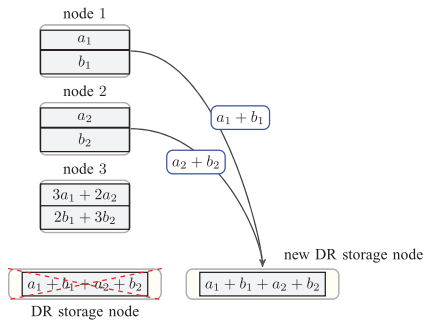 node 1
a₁
b₁
node 2
a₂
b₂
node 3
3a₁ + 2a₂
2b₁ + 3b₂
a₁ + b₁
a₂ + b₂
new DR storage node
a₁ + b₁ + a₂ + b₂
a₁ + b₁ + a₂ + b₂
DR storage node